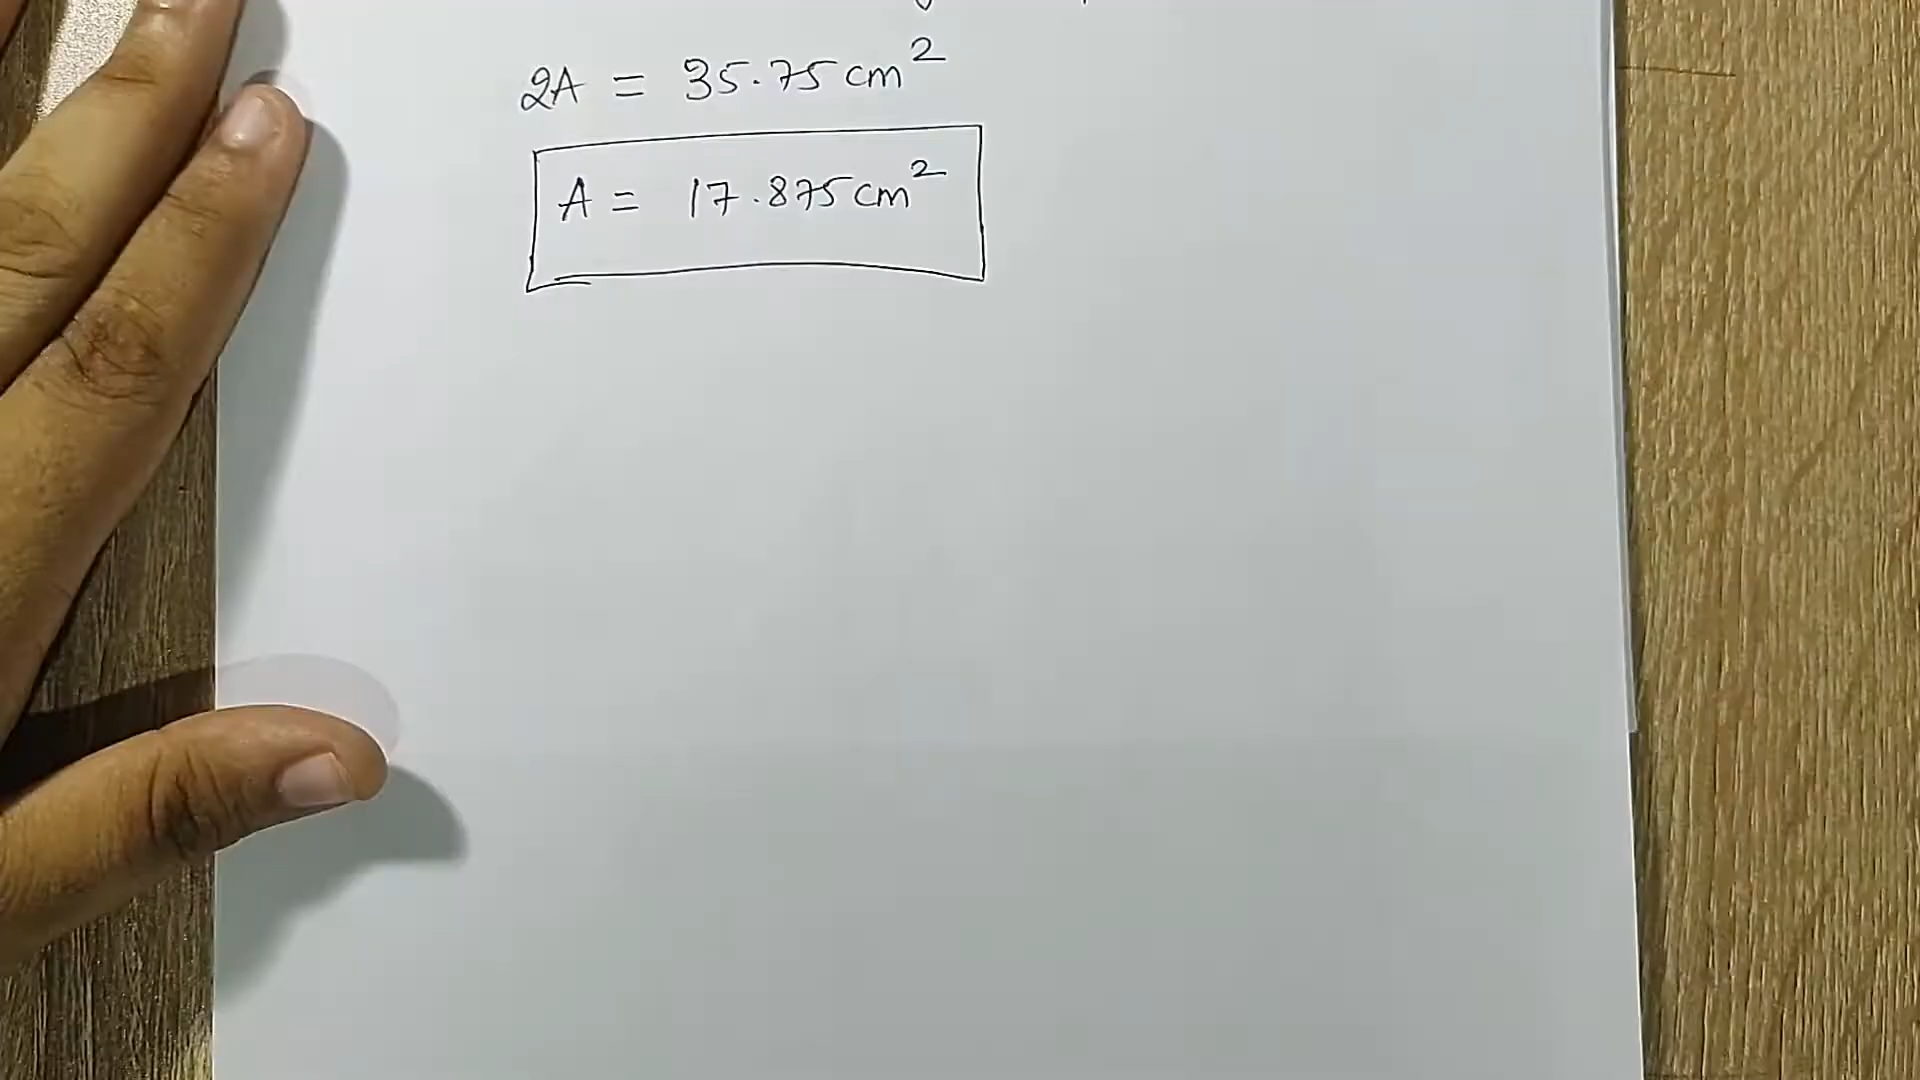 2A = 35.75 cm²
A = 17.875 cm²